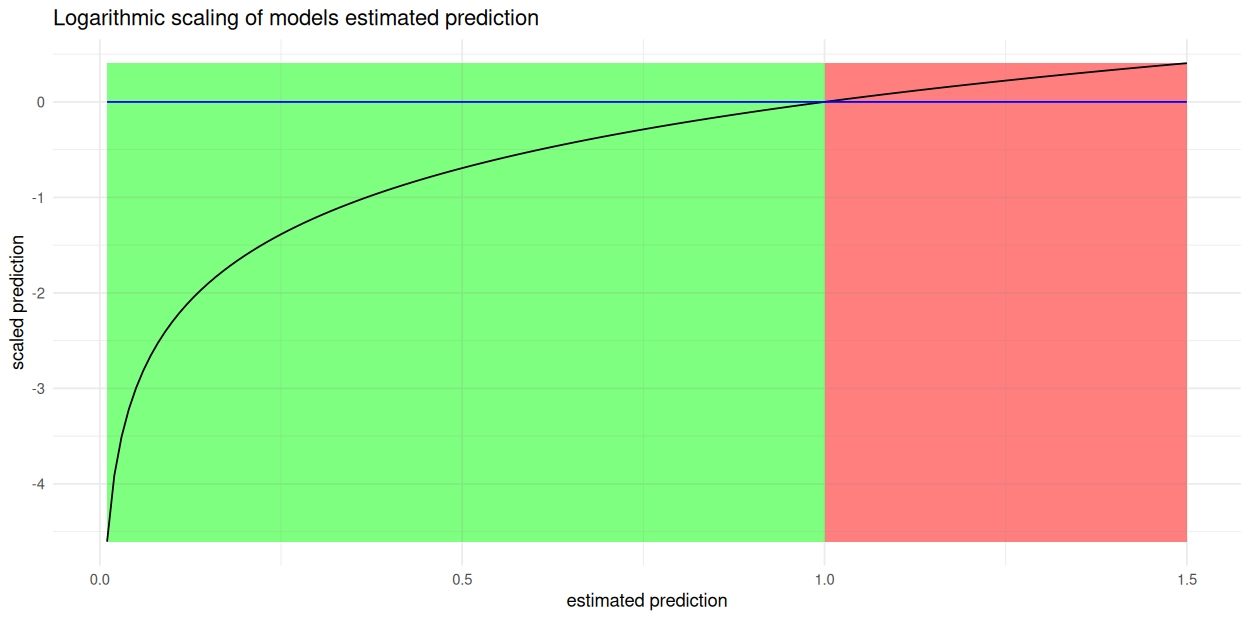 Logarithmic scaling of models estimated prediction
scaled prediction
0
-1
-2
-3
-4
0.0 0.5 1.0 1.5
estimated prediction